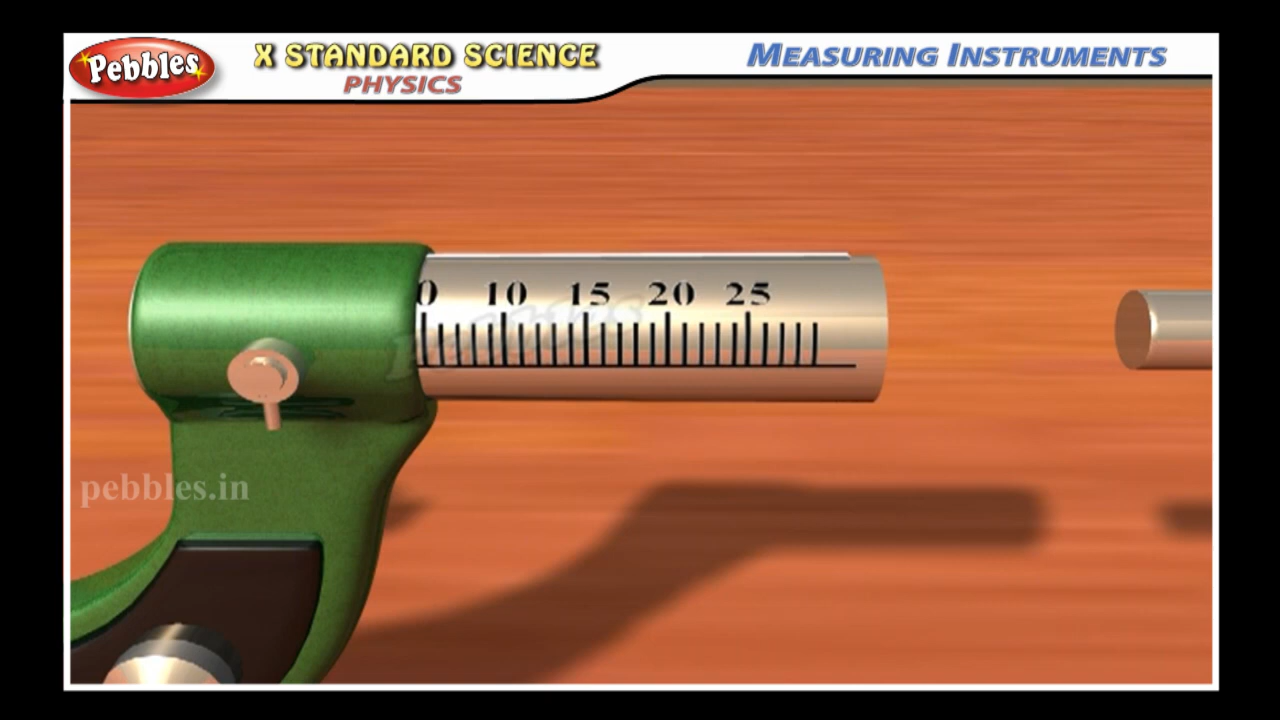 Pebbles
X STANDARD SCIENCE
PHYSICS
MEASURING INSTRUMENTS
0 10 15 20 25
pebbles.in